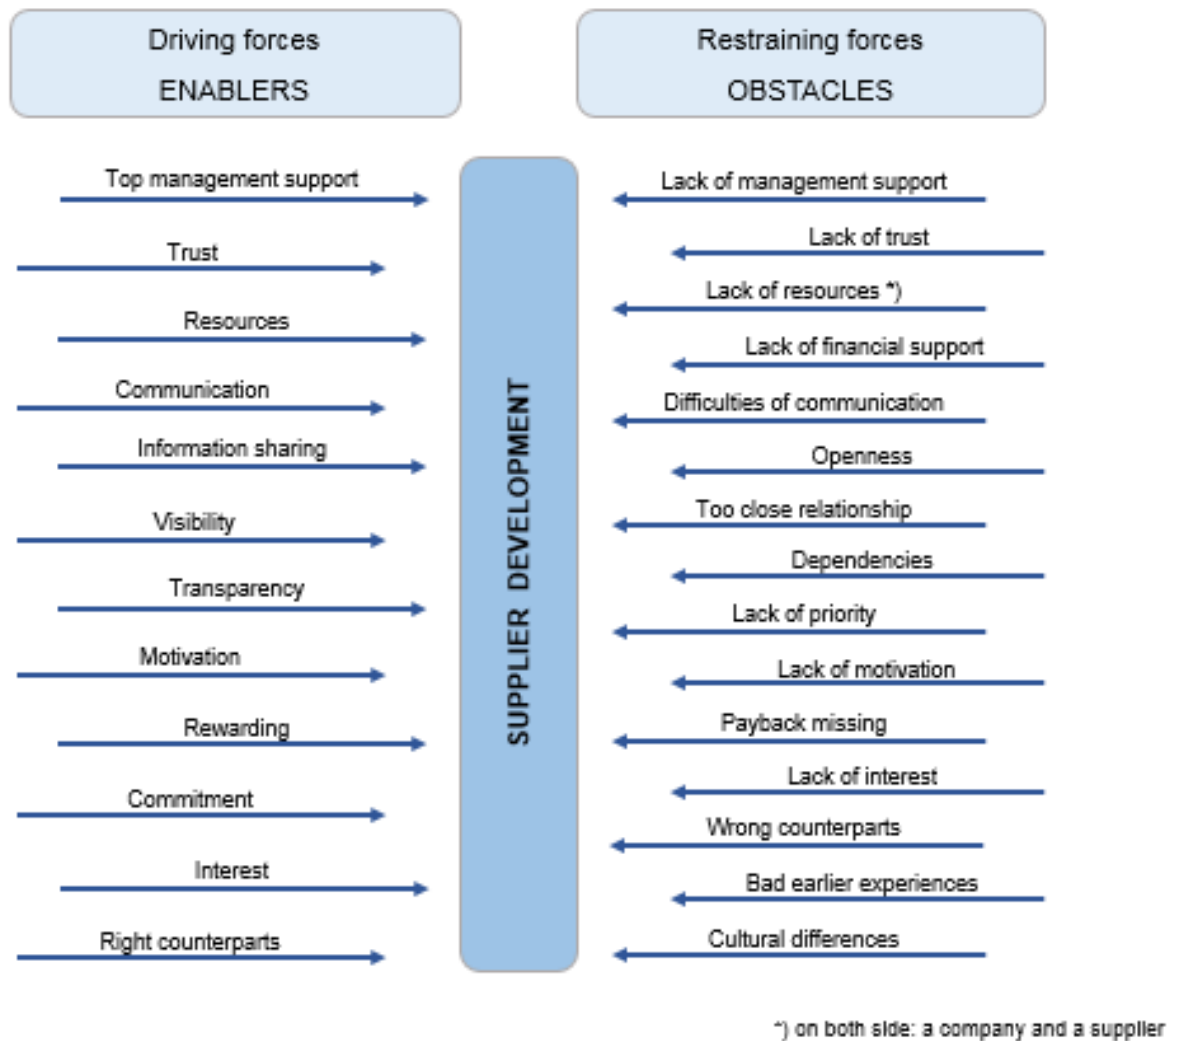 Driving forces
ENABLERS
Restraining forces
OBSTACLES
Top management support
Trust
Resources
Communication
Information sharing
Visibility
Transparency
Motivation
Rewarding
Commitment
Interest
Right counterparts
SUPPLIER DEVELOPMENT
Lack of management support
Lack of trust
Lack of resources *)
Lack of financial support
Difficulties of communication
Openness
Too close relationship
Dependencies
Lack of priority
Lack of motivation
Payback missing
Lack of interest
Wrong counterparts
Bad earlier experiences
Cultural differences
*) on both side: a company and a supplier